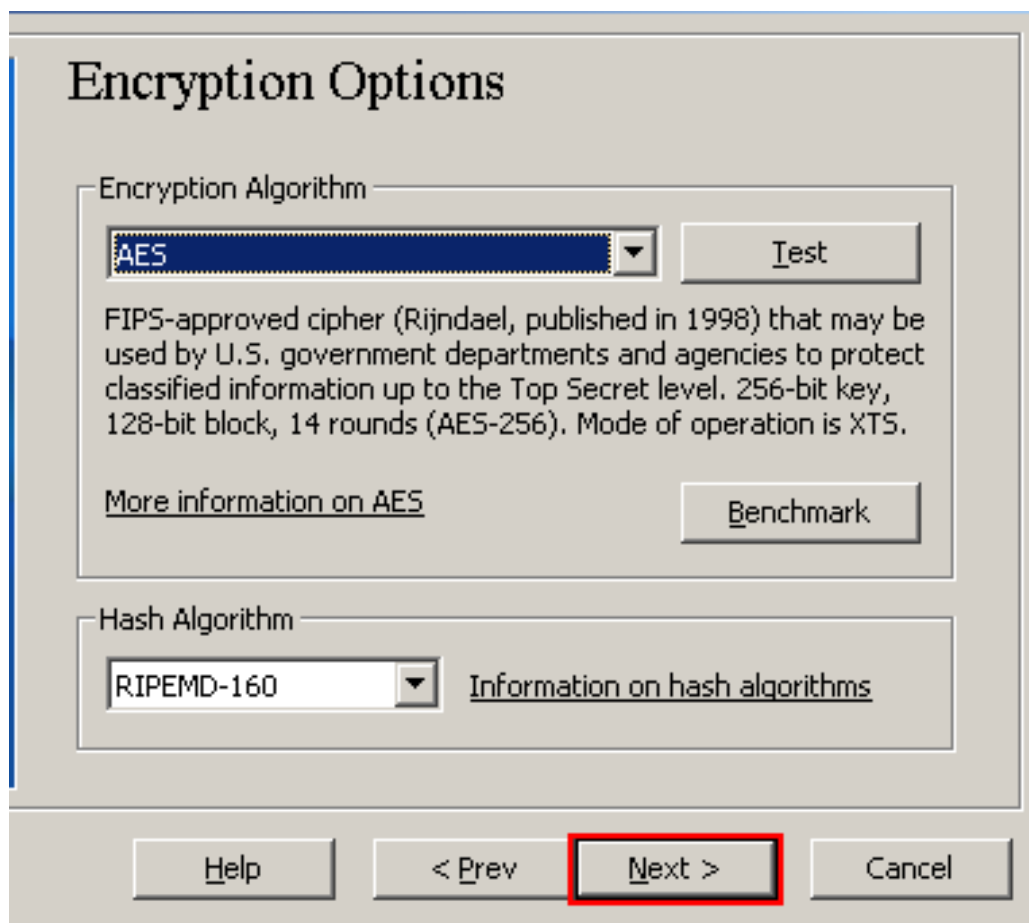 Encryption Options
Encryption Algorithm
AES
Test
FIPS-approved cipher (Rijndael, published in 1998) that may be
used by U.S. government departments and agencies to protect
classified information up to the Top Secret level. 256-bit key,
128-bit block, 14 rounds (AES-256). Mode of operation is XTS.
More information on AES
Benchmark
Hash Algorithm
RIPEMD-160
Information on hash algorithms
Help
< Prev
Next >
Cancel